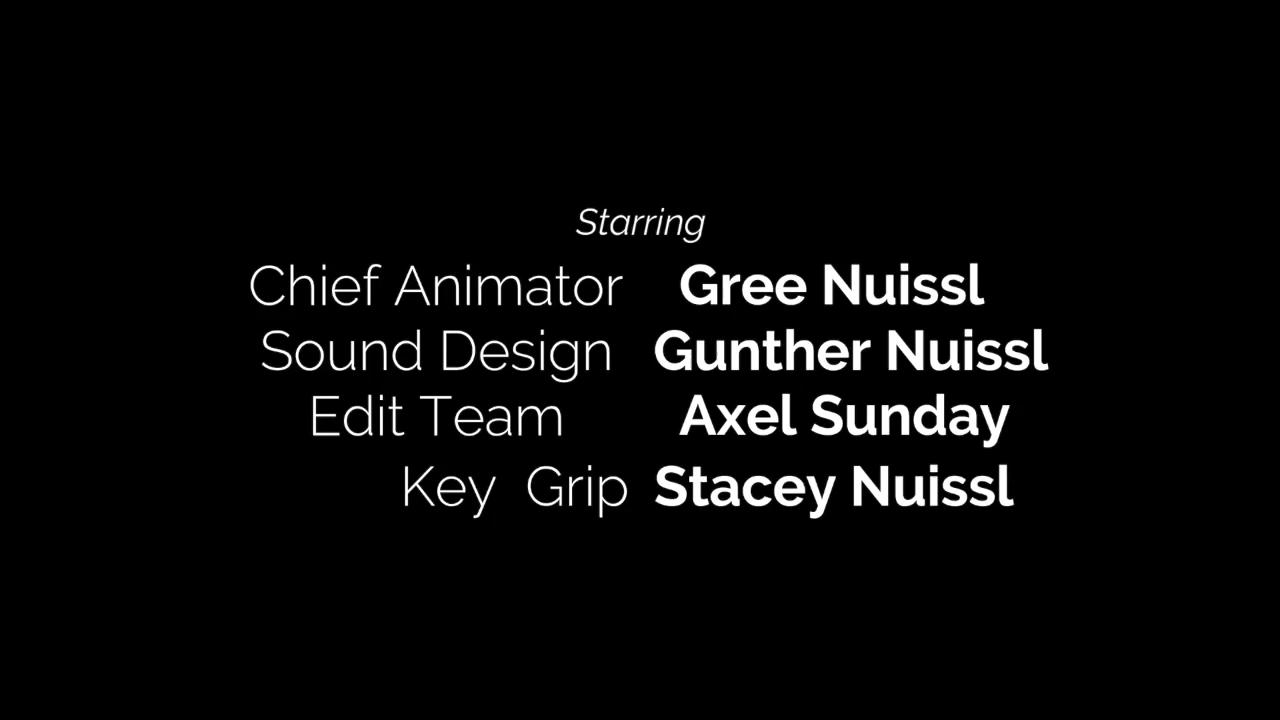 Starring
Chief Animator Gree Nuissl
Sound Design Gunther Nuissl
Edit Team Axel Sunday
Key Grip Stacey Nuissl